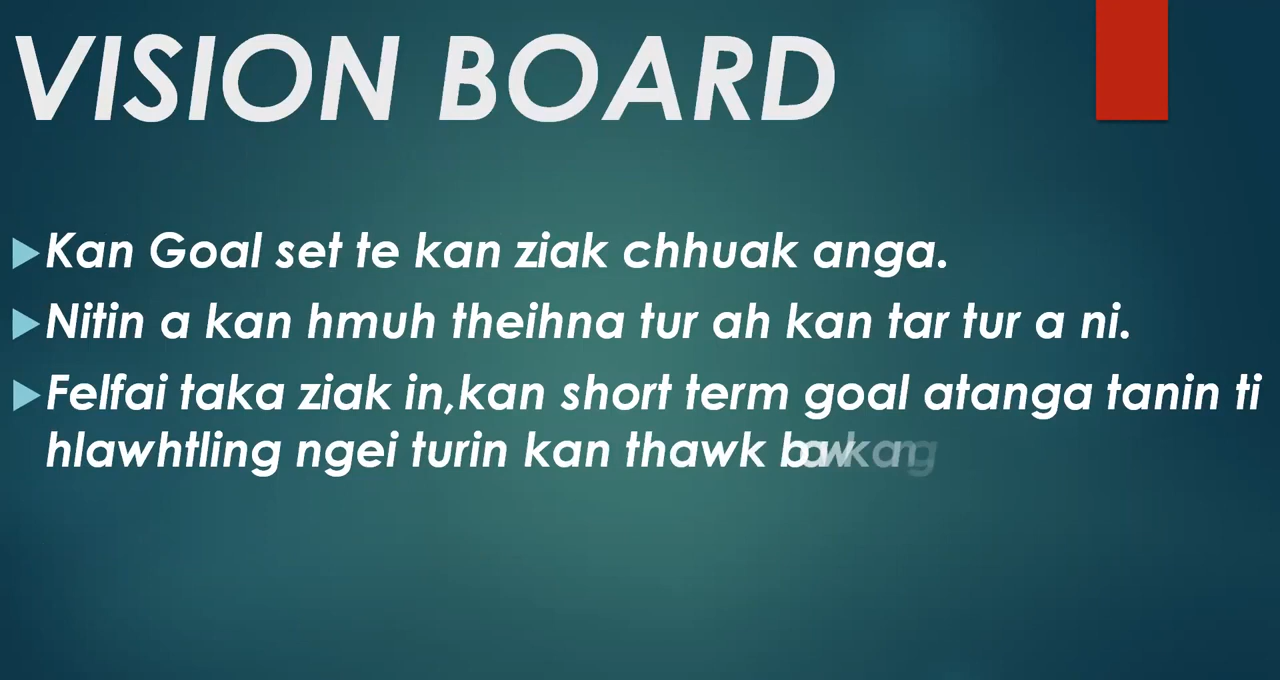 VISION BOARD
Kan Goal set te kan ziak chhuak anga.
Nitin a kan hmuh theihna tur ah kan tar tur a ni.
Felfai taka ziak in,kan short term goal atanga tanin ti
hlawhtling ngei turin kan thawk